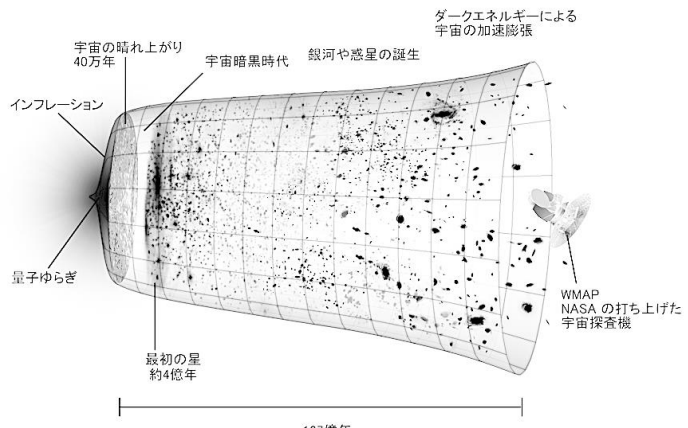 ダークエネルギーによる
宇宙の加速膨張
宇宙の晴れ上がり
40万年
宇宙暗黒時代
銀河や惑星の誕生
インフレーション
量子ゆらぎ
WMAP
NASA の打ち上げた
宇宙探査機
最初の星
約4億年